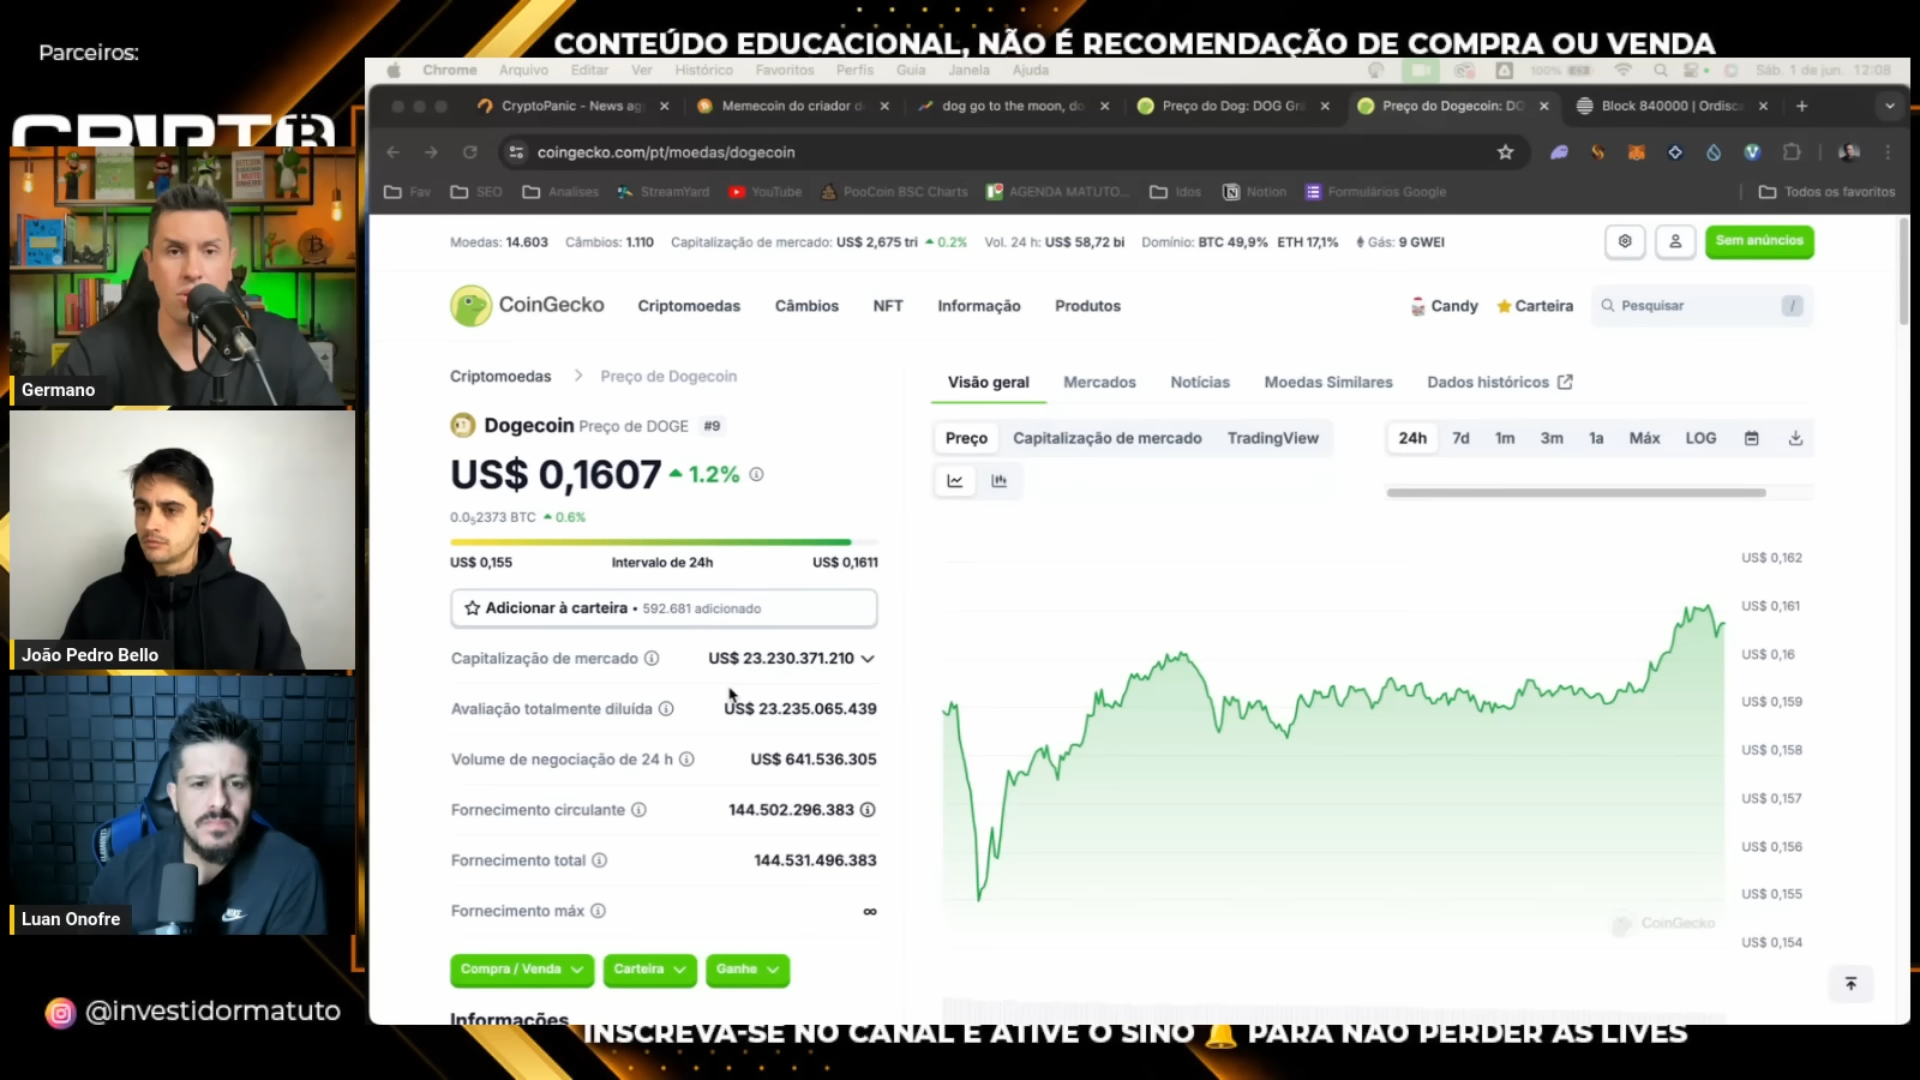 Parceiros:
CONTEÚDO EDUCACIONAL, NÃO É RECOMENDAÇÃO DE COMPRA OU VENDA
Chrome Arquivo Editar Ver Histórico Favoritos Perfis Guia Janela Ajuda 100% Sáb. 1 de jun. 12:08
CryptoPanic - News ag Memecoin do criador d dog go to the moon, do Preço do Dog: DOG Gr Preço do Dogecoin: DO Block 840000 | Ordisc
coingecko.com/pt/moedas/dogecoin
Fav SEO Analises StreamYard YouTube PooCoin BSC Charts AGENDA MATUTO... Idos Notion Formulários Google Todos os favoritos
Moedas: 14.603 Câmbios: 1.110 Capitalização de mercado: US$ 2,675 tri 0.2% Vol. 24 h: US$ 58,72 bi Domínio: BTC 49,9% ETH 17,1% Gás: 9 GWEI
Sem anúncios
CoinGecko Criptomoedas Câmbios NFT Informação Produtos Candy Carteira Pesquisar /
Criptomoedas > Preço de Dogecoin
Dogecoin Preço de DOGE #9
US$ 0,1607 1.2%
0.0₅2373 BTC 0.6%
US$ 0,155 Intervalo de 24h US$ 0,1611
Adicionar à carteira • 592.681 adicionado
Capitalização de mercado US$ 23.230.371.210
Avaliação totalmente diluída US$ 23.235.065.439
Volume de negociação de 24 h US$ 641.536.305
Fornecimento circulante 144.502.296.383
Fornecimento total 144.531.496.383
Fornecimento máx ∞
Compra / Venda Carteira Ganhe
Informações
Visão geral Mercados Notícias Moedas Similares Dados históricos
Preço Capitalização de mercado TradingView 24h 7d 1m 3m 1a Máx LOG
US$ 0,162
US$ 0,161
US$ 0,16
US$ 0,159
US$ 0,158
US$ 0,157
US$ 0,156
US$ 0,155
US$ 0,154
CoinGecko
Germano
João Pedro Bello
Luan Onofre
@investidormatuto
INSCREVA-SE NO CANAL E ATIVE O SINO 🔔 PARA NÃO PERDER AS LIVES